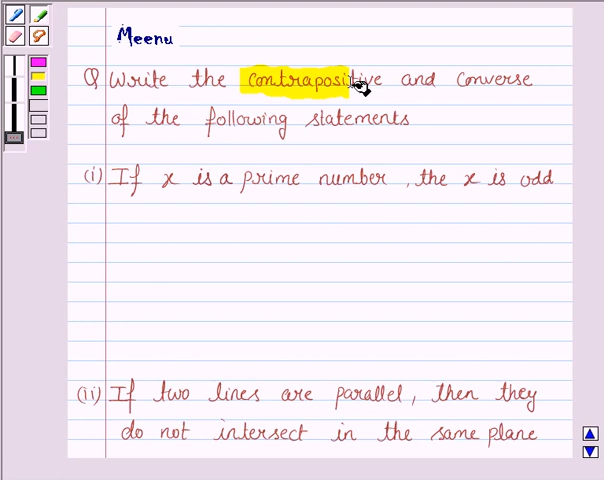 Meenu
Q Write the contrapositive and converse
of the following statements
(i) If x is a prime number, the x is odd
(ii) If two lines are parallel, then they
do not intersect in the same plane